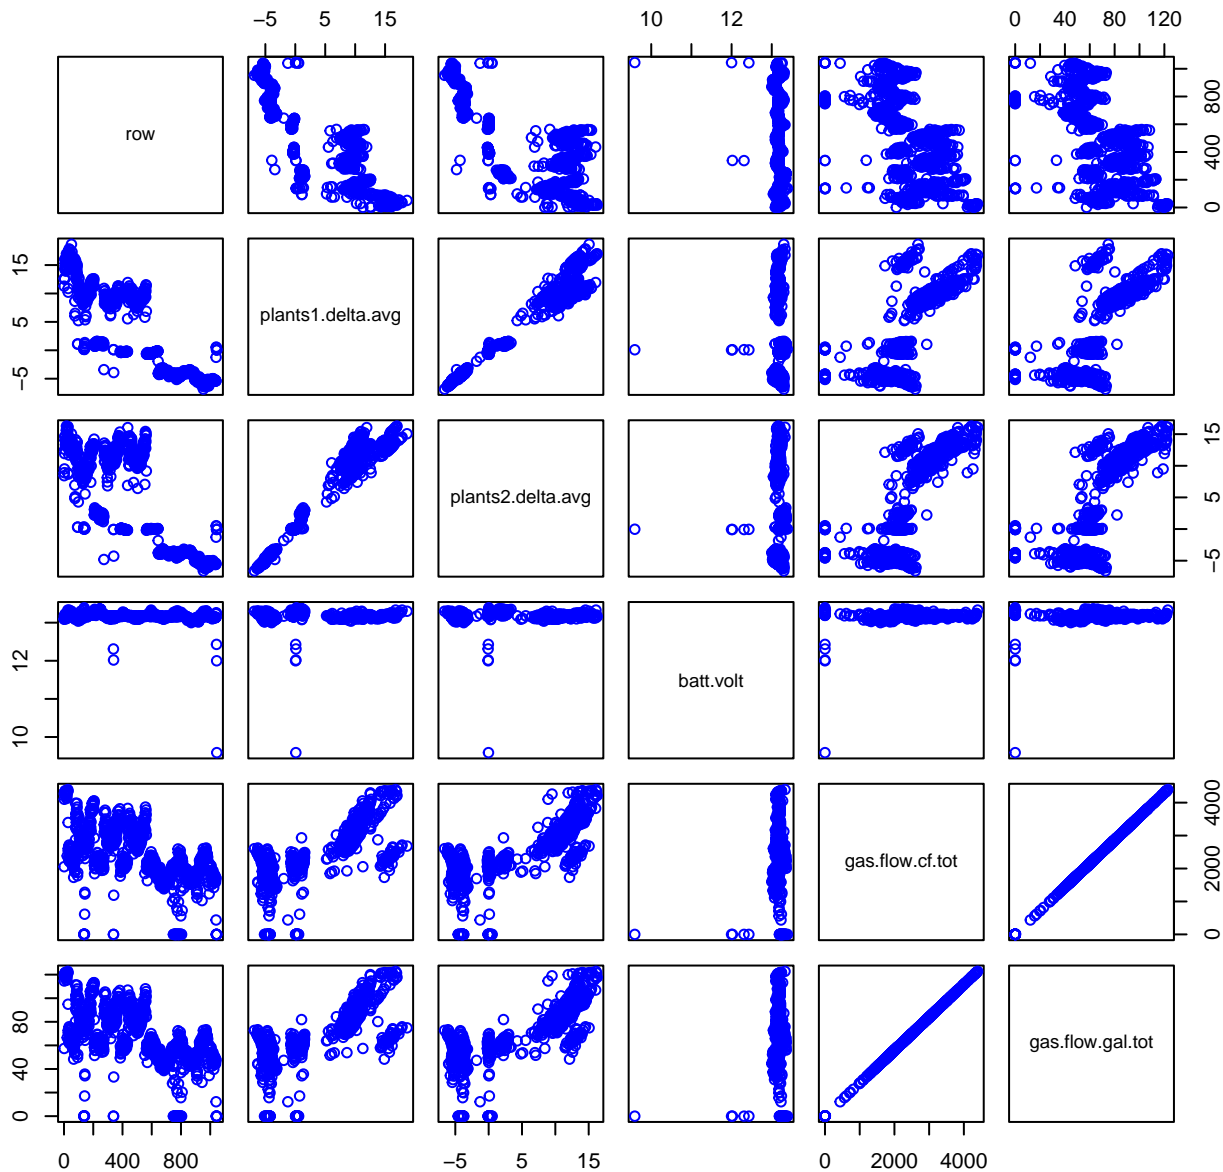 -5 5 15 10 12 0 40 80 120
row
0 400 800
-5 5 15
plants1.delta.avg
plants2.delta.avg
-5 5 15
10 12
batt.volt
gas.flow.cf.tot
0 2000 4000
0 40 80
gas.flow.gal.tot
0 400 800 -5 5 15 0 2000 4000